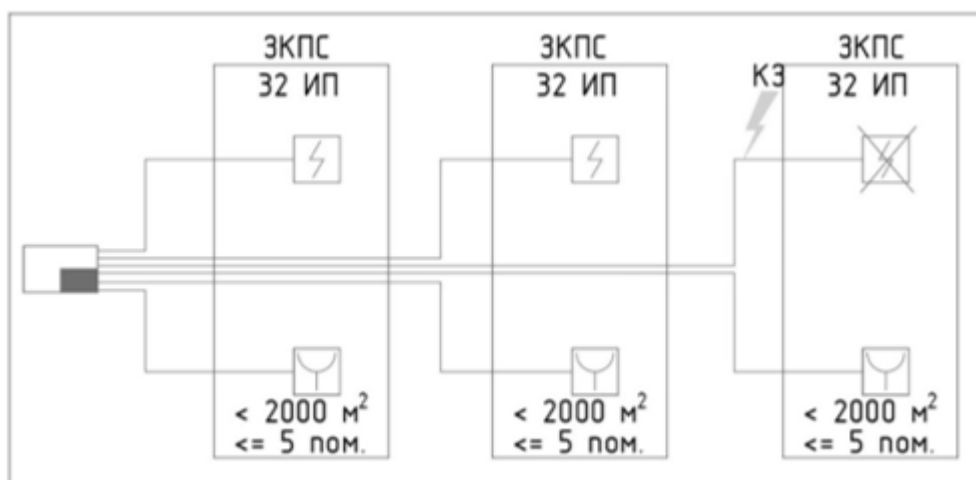 ЗКПС
32 ИП
< 2000 м²
<= 5 пом.
ЗКПС
32 ИП
< 2000 м²
<= 5 пом.
КЗ
ЗКПС
32 ИП
< 2000 м²
<= 5 пом.